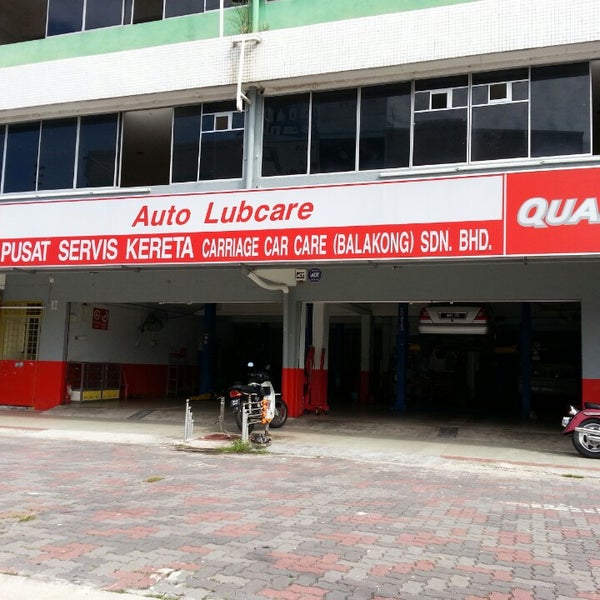 Auto Lubcare
PUSAT SERVIS KERETA CARRIAGE CAR CARE (BALAKONG) SDN. BHD.
QUA